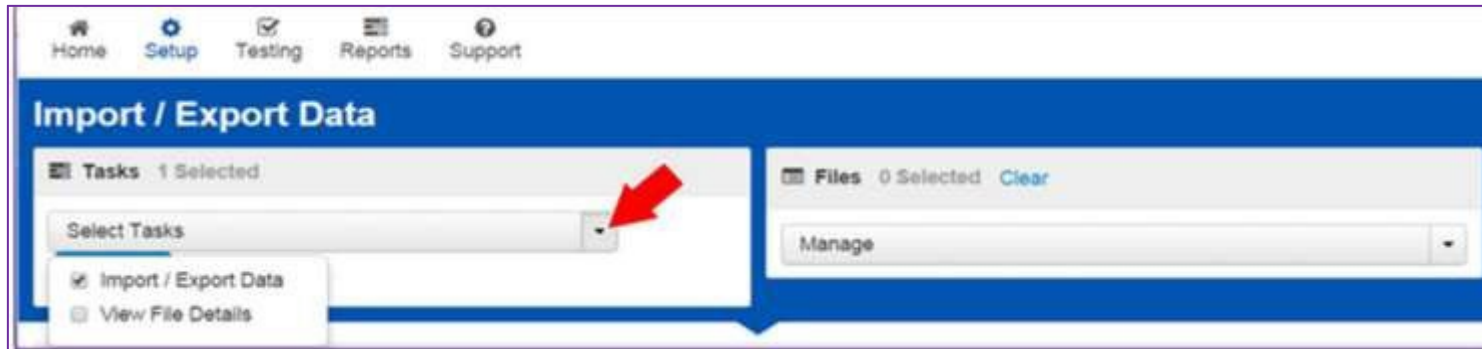 Home Setup Testing Reports Support
Import / Export Data
Tasks 1 Selected
Files 0 Selected Clear
Select Tasks
Manage
Import / Export Data
View File Details